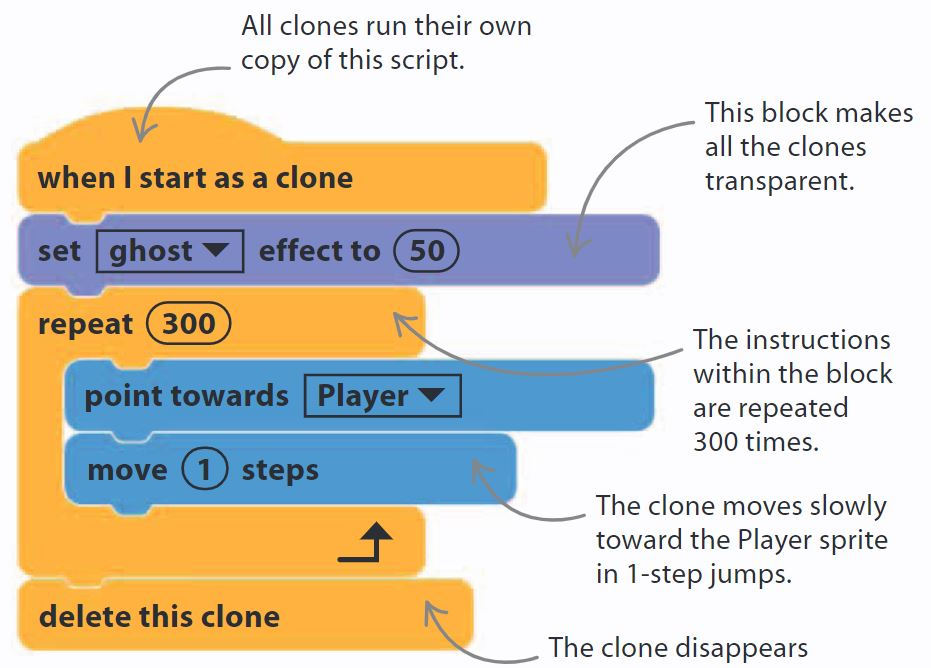 All clones run their own
copy of this script.
This block makes
all the clones
transparent.
when I start as a clone
set ghost effect to 50
repeat 300
The instructions
within the block
are repeated
300 times.
point towards Player
move 1 steps
The clone moves slowly
toward the Player sprite
in 1-step jumps.
delete this clone
The clone disappears